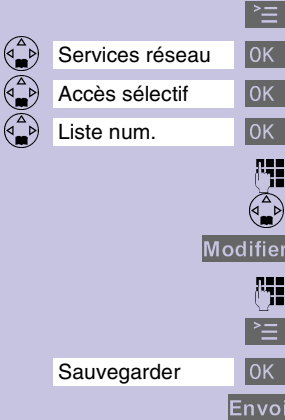 Services réseau OK
Accès sélectif OK
Liste num. OK
Modifier
Sauvegarder OK
Envoi